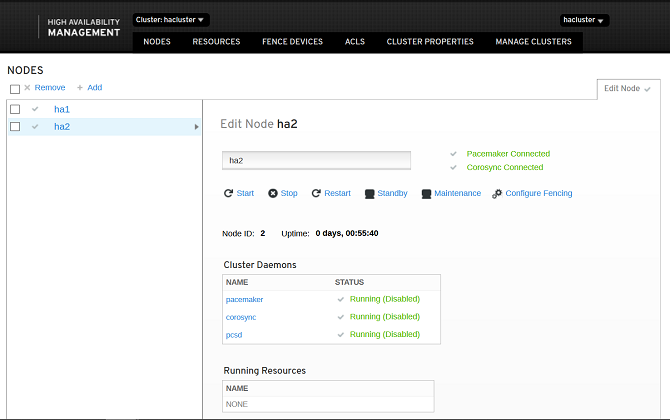 HIGH AVAILABILITY
MANAGEMENT
Cluster: hacluster
hacluster
NODES RESOURCES FENCE DEVICES ACLS CLUSTER PROPERTIES MANAGE CLUSTERS
NODES
Remove Add
Edit Node
ha1
ha2
Edit Node ha2
ha2
Pacemaker Connected
Corosync Connected
Start Stop Restart Standby Maintenance Configure Fencing
Node ID: 2 Uptime: 0 days, 00:55:40
Cluster Daemons
NAME STATUS
pacemaker Running (Disabled)
corosync Running (Disabled)
pcsd Running (Disabled)
Running Resources
NAME
NONE